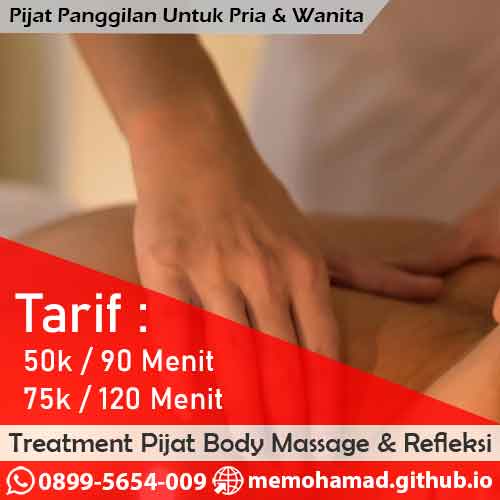 Pijat Panggilan Untuk Pria & Wanita
Tarif :
50k / 90 Menit
75k / 120 Menit
Treatment Pijat Body Massage & Refleksi
0899-5654-009 memohamad.github.io